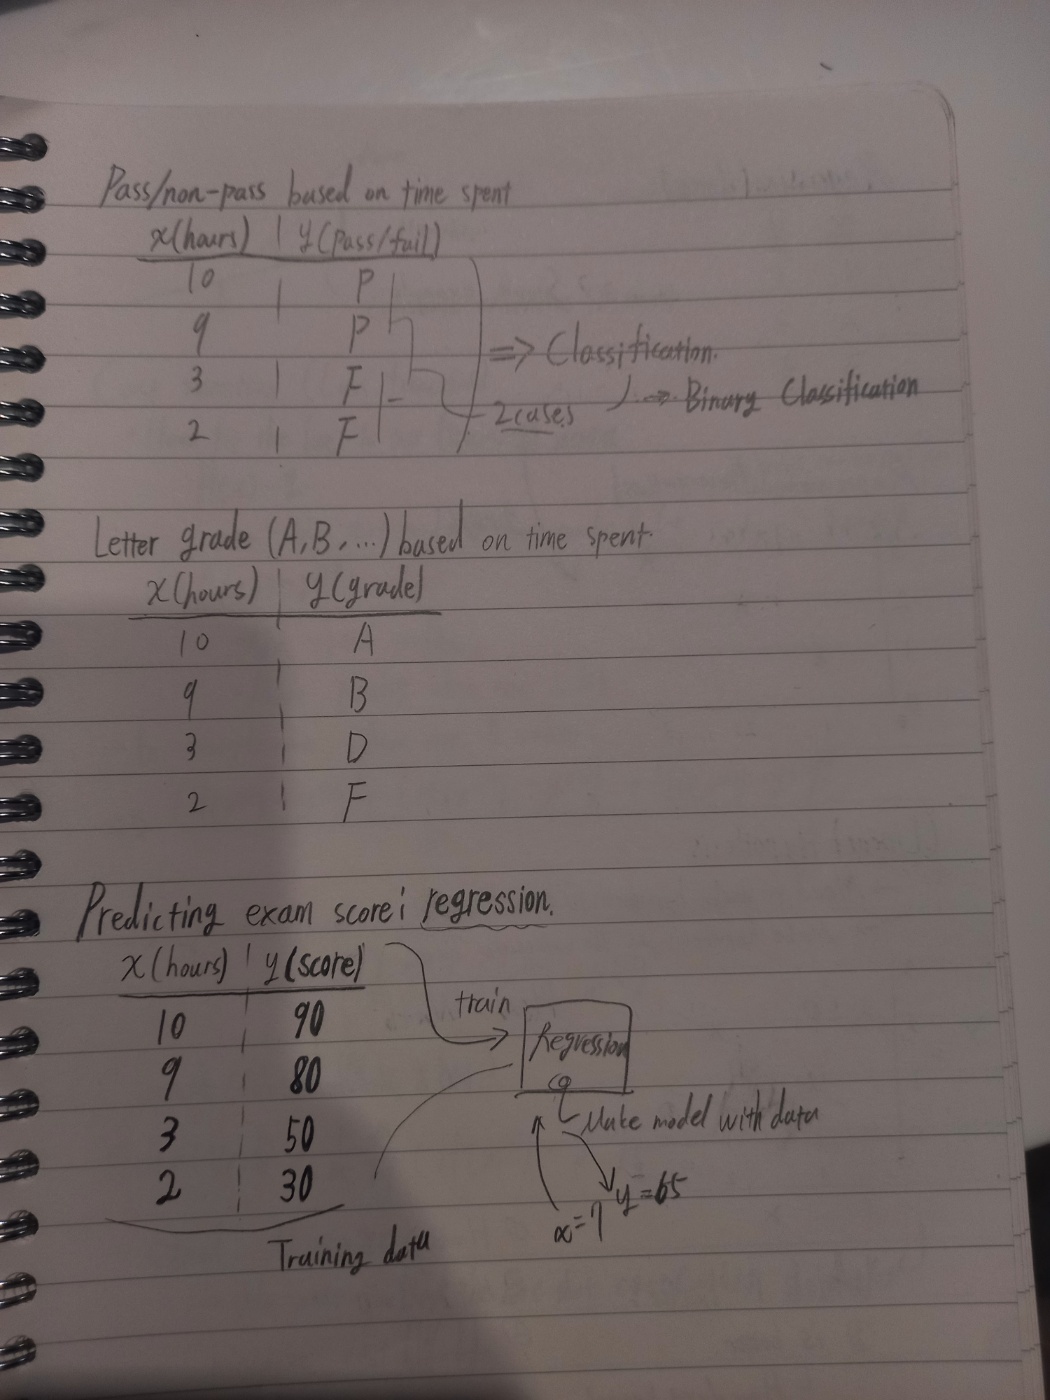 Pass/non-pass based on time spent
x(hours) | y(pass/fail)
10 | P
9 P
3 | F
2 | F
=> Classification.
2 cases
→ Binary Classification
Letter grade (A, B, ...) based on time spent.
x(hours) | y(grade)
10 A
9 | B
3 | D
2 | F
Predicting exam score: regression.
x(hours) | y(score)
10 | 90
9 | 80
3 | 50
2 | 30
Training data
train
Regression
Make model with data
x=7
y=65